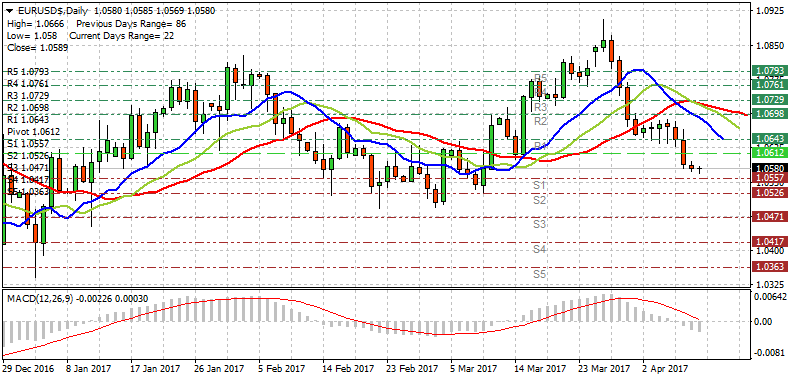 EURUSD$,Daily 1.0580 1.0585 1.0569 1.0580
High= 1.0666 Previous Days Range= 86
Low= 1.058 Current Days Range= 22
Close= 1.0589
R5 1.0793
R4 1.0761
R3 1.0729
R2 1.0698
R1 1.0643
Pivot 1.0612
S1 1.0557
S2 1.0526
S3 1.0471
S4 1.0417
S5 1.0363
R5
R3
R2
S1
S2
S3
S4
S5
1.0925
1.0850
1.0793
1.0761
1.0729
1.0698
1.0643
1.0612
1.0580
1.0557
1.0526
1.0471
1.0417
1.0363
1.0325
MACD(12,26,9) -0.00226 0.00030
0.00642
0.00
-0.0081
29 Dec 2016 8 Jan 2017 17 Jan 2017 26 Jan 2017 5 Feb 2017 14 Feb 2017 23 Feb 2017 5 Mar 2017 14 Mar 2017 23 Mar 2017 2 Apr 2017